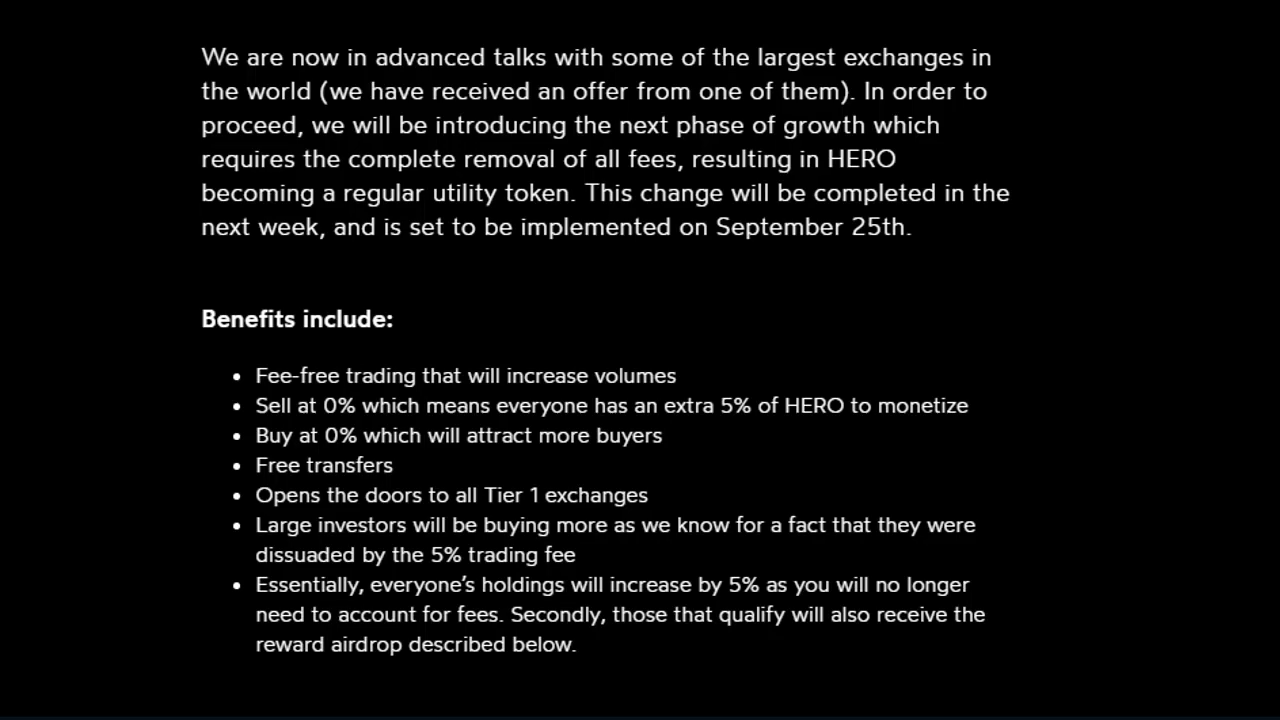 We are now in advanced talks with some of the largest exchanges in
the world (we have received an offer from one of them). In order to
proceed, we will be introducing the next phase of growth which
requires the complete removal of all fees, resulting in HERO
becoming a regular utility token. This change will be completed in the
next week, and is set to be implemented on September 25th.
Benefits include:
• Fee-free trading that will increase volumes
• Sell at 0% which means everyone has an extra 5% of HERO to monetize
• Buy at 0% which will attract more buyers
• Free transfers
• Opens the doors to all Tier 1 exchanges
• Large investors will be buying more as we know for a fact that they were
dissuaded by the 5% trading fee
• Essentially, everyone’s holdings will increase by 5% as you will no longer
need to account for fees. Secondly, those that qualify will also receive the
reward airdrop described below.